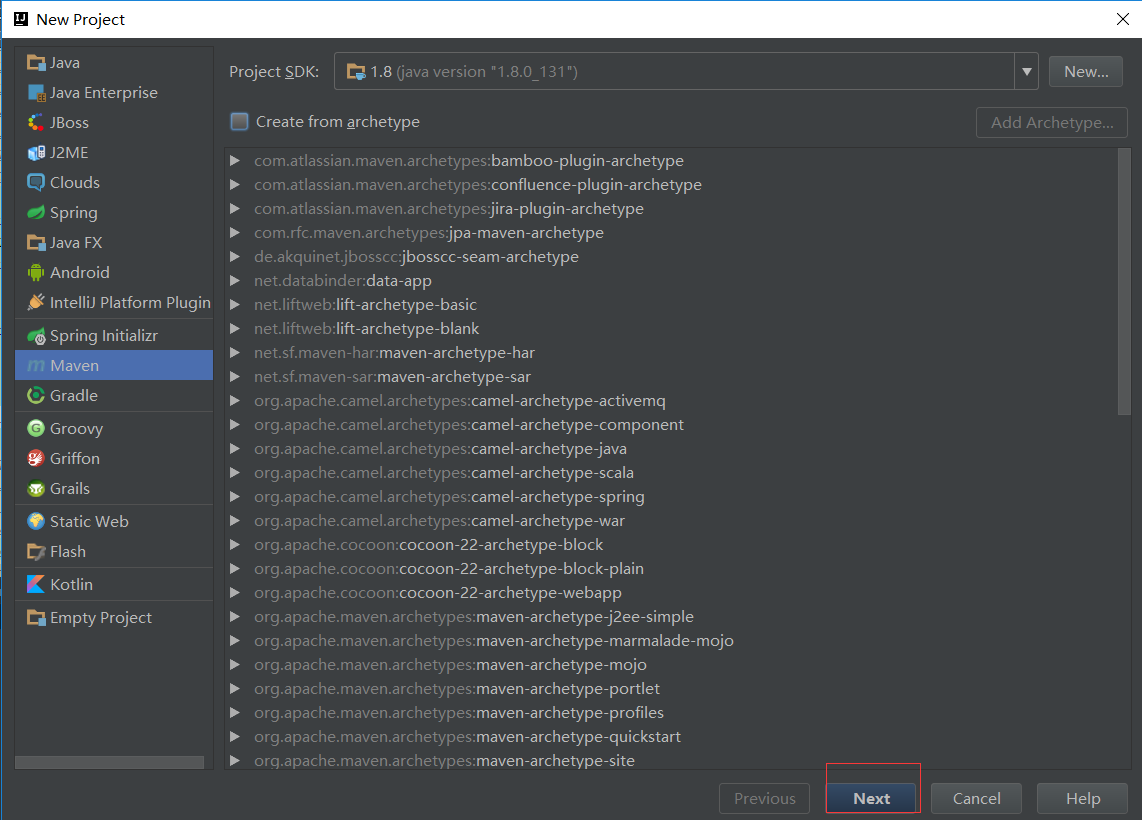 New Project
Java
Java Enterprise
JBoss
J2ME
Clouds
Spring
Java FX
Android
IntelliJ Platform Plugin
Spring Initializr
Maven
Gradle
Groovy
Griffon
Grails
Static Web
Flash
Kotlin
Empty Project
Project SDK: 1.8 (java version "1.8.0_131") New...
Create from archetype Add Archetype...
com.atlassian.maven.archetypes:bamboo-plugin-archetype
com.atlassian.maven.archetypes:confluence-plugin-archetype
com.atlassian.maven.archetypes:jira-plugin-archetype
com.rfc.maven.archetypes:jpa-maven-archetype
de.akquinet.jbosscc:jbosscc-seam-archetype
net.databinder:data-app
net.liftweb:lift-archetype-basic
net.liftweb:lift-archetype-blank
net.sf.maven-har:maven-archetype-har
net.sf.maven-sar:maven-archetype-sar
org.apache.camel.archetypes:camel-archetype-activemq
org.apache.camel.archetypes:camel-archetype-component
org.apache.camel.archetypes:camel-archetype-java
org.apache.camel.archetypes:camel-archetype-scala
org.apache.camel.archetypes:camel-archetype-spring
org.apache.camel.archetypes:camel-archetype-war
org.apache.cocoon:cocoon-22-archetype-block
org.apache.cocoon:cocoon-22-archetype-block-plain
org.apache.cocoon:cocoon-22-archetype-webapp
org.apache.maven.archetypes:maven-archetype-j2ee-simple
org.apache.maven.archetypes:maven-archetype-marmalade-mojo
org.apache.maven.archetypes:maven-archetype-mojo
org.apache.maven.archetypes:maven-archetype-portlet
org.apache.maven.archetypes:maven-archetype-profiles
org.apache.maven.archetypes:maven-archetype-quickstart
org.apache.maven.archetypes:maven-archetype-site
Previous Next Cancel Help